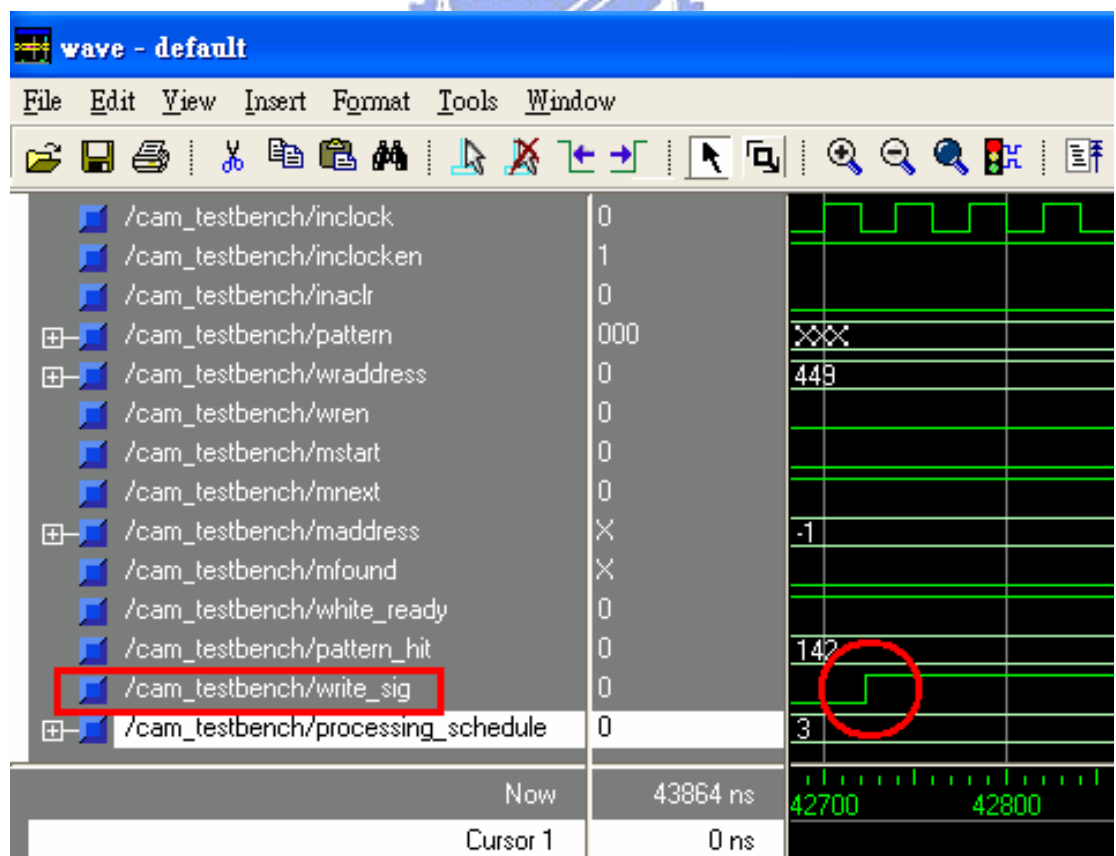 wave - default
File Edit View Insert Format Tools Window
/cam_testbench/inclock 0
/cam_testbench/inclocken 1
/cam_testbench/inaclr 0
/cam_testbench/pattern 000 XXX
/cam_testbench/wraddress 0 449
/cam_testbench/wren 0
/cam_testbench/mstart 0
/cam_testbench/mnext 0
/cam_testbench/maddress X -1
/cam_testbench/mfound X
/cam_testbench/white_ready 0
/cam_testbench/pattern_hit 0 142
/cam_testbench/write_sig 0
/cam_testbench/processing_schedule 0 3
Now 43864 ns 42700 42800
Cursor 1 0 ns